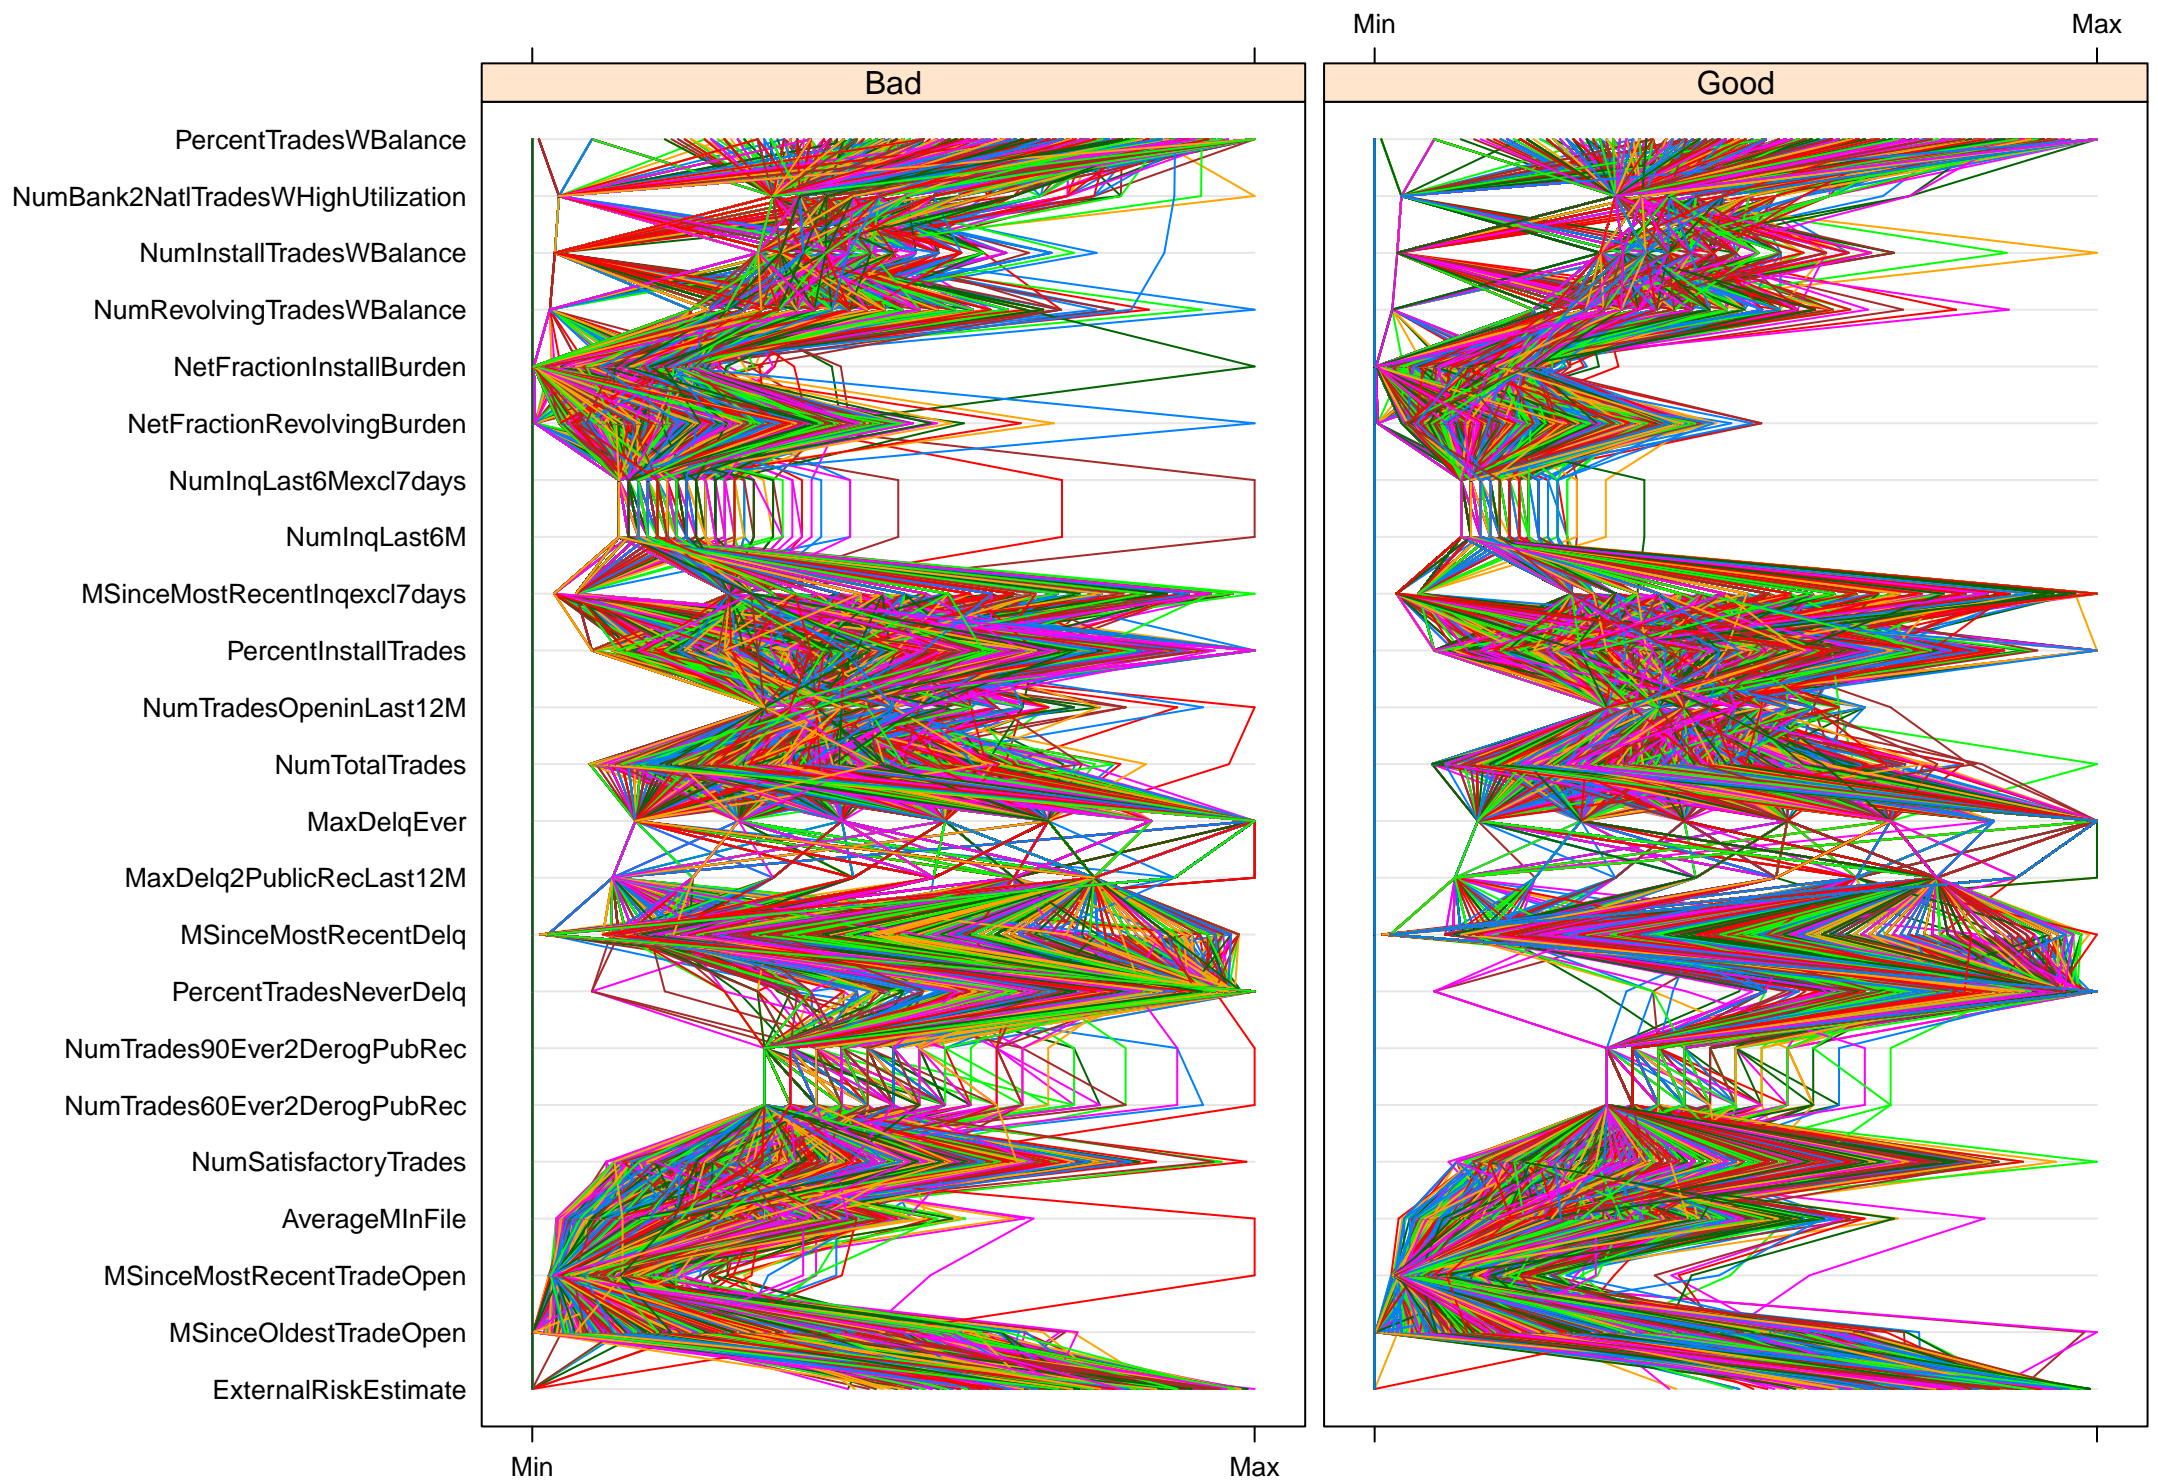 Min Max
Bad Good
PercentTradesWBalance
NumBank2NatlTradesWHighUtilization
NumInstallTradesWBalance
NumRevolvingTradesWBalance
NetFractionInstallBurden
NetFractionRevolvingBurden
NumInqLast6Mexcl7days
NumInqLast6M
MSinceMostRecentInqexcl7days
PercentInstallTrades
NumTradesOpeninLast12M
NumTotalTrades
MaxDelqEver
MaxDelq2PublicRecLast12M
MSinceMostRecentDelq
PercentTradesNeverDelq
NumTrades90Ever2DerogPubRec
NumTrades60Ever2DerogPubRec
NumSatisfactoryTrades
AverageMInFile
MSinceMostRecentTradeOpen
MSinceOldestTradeOpen
ExternalRiskEstimate
Min Max